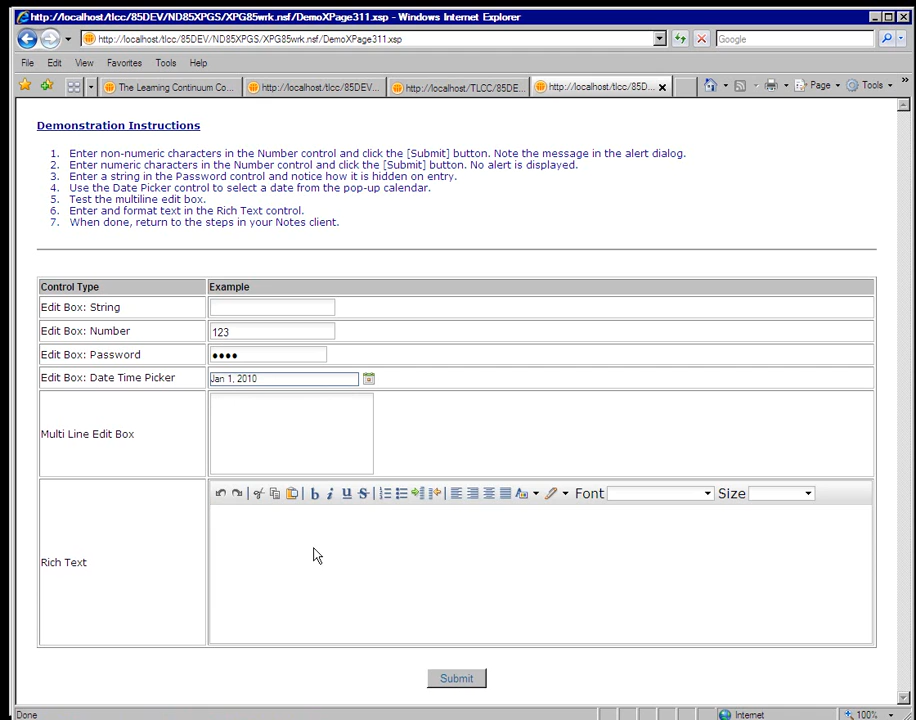 http://localhost/tlcc/85DEV/ND85XPGS/XPG85wrk.nsf/DemoXPage311.xsp - Windows Internet Explorer
http://localhost/tlcc/85DEV/ND85XPGS/XPG85wrk.nsf/DemoXPage311.xsp
Google
File Edit View Favorites Tools Help
The Learning Continuum Co... http://localhost/tlcc/85DEV... http://localhost/TLCC/85DE... http://localhost/tlcc/85D... Page Tools »
Demonstration Instructions
1. Enter non-numeric characters in the Number control and click the [Submit] button. Note the message in the alert dialog.
2. Enter numeric characters in the Number control and click the [Submit] button. No alert is displayed.
3. Enter a string in the Password control and notice how it is hidden on entry.
4. Use the Date Picker control to select a date from the pop-up calendar.
5. Test the multiline edit box.
6. Enter and format text in the Rich Text control.
7. When done, return to the steps in your Notes client.
Control Type Example
Edit Box: String
Edit Box: Number 123
Edit Box: Password ••••
Edit Box: Date Time Picker Jan 1, 2010
Multi Line Edit Box
b i U S Font Size
Rich Text
Submit
Done Internet 100%